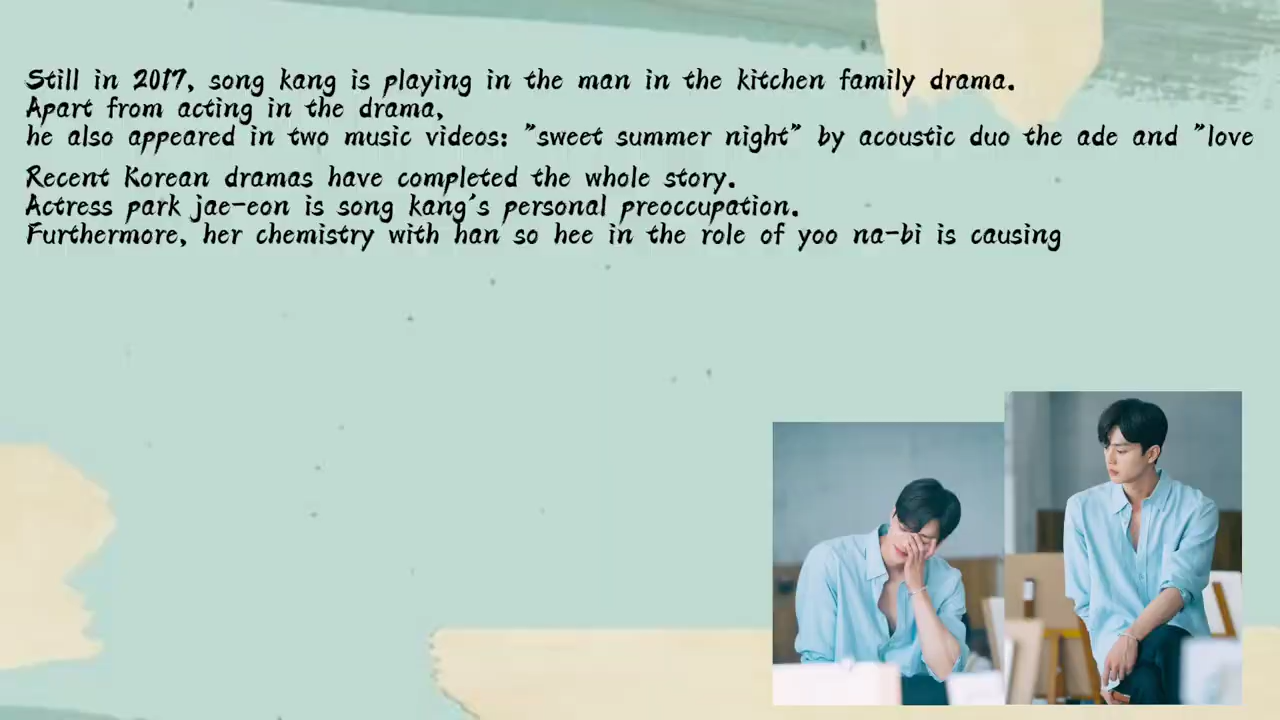 Still in 2017, song kang is playing in the man in the kitchen family drama.
Apart from acting in the drama,
he also appeared in two music videos: "sweet summer night" by acoustic duo the ade and "love
Recent Korean dramas have completed the whole story.
Actress park jae-eon is song kang's personal preoccupation.
Furthermore, her chemistry with han so hee in the role of yoo na-bi is causing